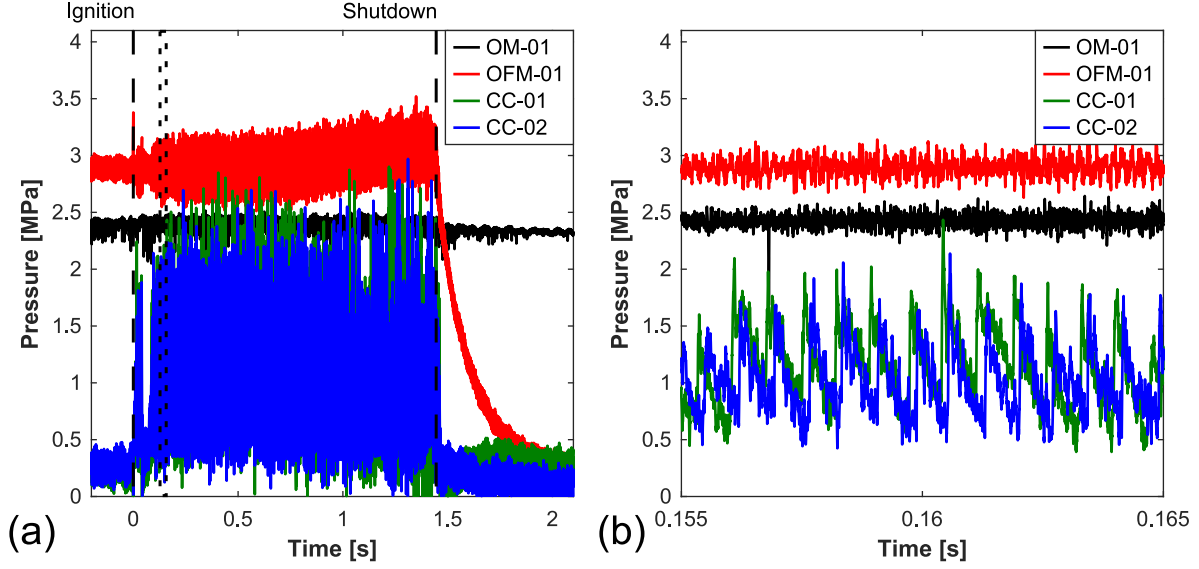 Ignition
Shutdown
OM-01
OFM-01
CC-01
CC-02
Pressure [MPa]
4
3.5
3
2.5
2
1.5
1
0.5
0
0
0.5
1
1.5
2
Time [s]
(a)
OM-01
OFM-01
CC-01
CC-02
Pressure [MPa]
4
3.5
3
2.5
2
1.5
1
0.5
0
0.155
0.16
0.165
Time [s]
(b)